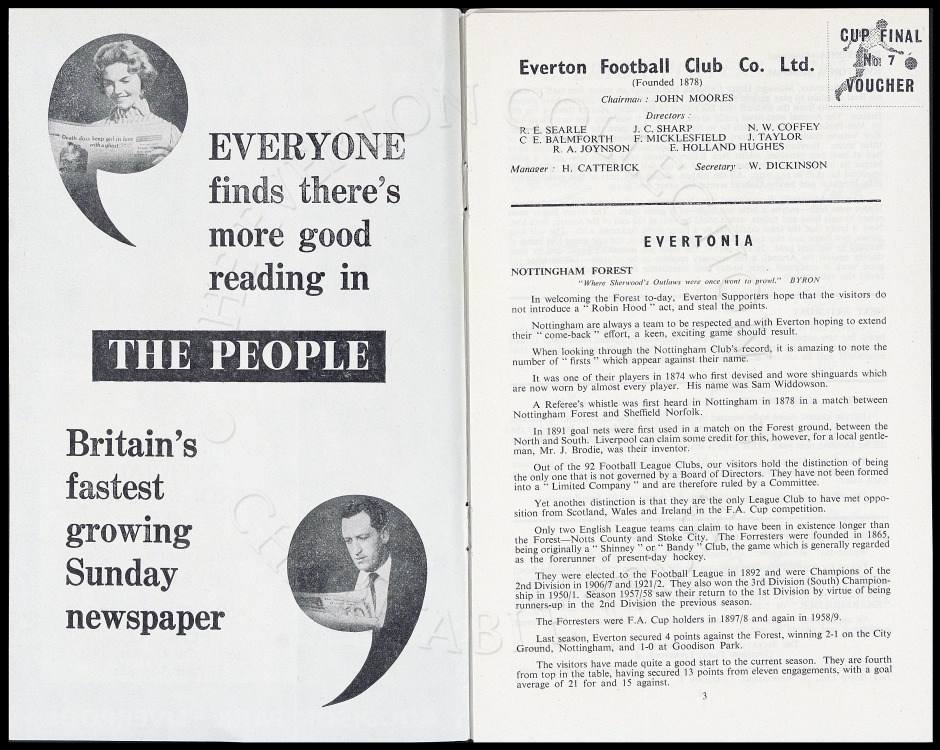 Death does keep girl in love
with a ghost
EVERYONE
finds there's
more good
reading in
THE PEOPLE
Britain's
fastest
growing
Sunday
newspaper
CUP FINAL
No. 7
VOUCHER
Everton Football Club Co. Ltd.
(Founded 1878)
Chairman : JOHN MOORES
Directors :
R. E. SEARLE J. C. SHARP N. W. COFFEY
C E. BALMFORTH F. MICKLESFIELD J. TAYLOR
R. A. JOYNSON E. HOLLAND HUGHES
Manager : H. CATTERICK Secretary . W. DICKINSON
EVERTONIA
NOTTINGHAM FOREST
"Where Sherwood's Outlaws were once wont to prowl." BYRON
In welcoming the Forest to-day, Everton Supporters hope that the visitors do
not introduce a " Robin Hood " act, and steal the points.
Nottingham are always a team to be respected and with Everton hoping to extend
their " come-back " effort, a keen, exciting game should result.
When looking through the Nottingham Club's record, it is amazing to note the
number of " firsts " which appear against their name.
It was one of their players in 1874 who first devised and wore shinguards which
are now worn by almost every player. His name was Sam Widdowson.
A Referee's whistle was first heard in Nottingham in 1878 in a match between
Nottingham Forest and Sheffield Norfolk.
In 1891 goal nets were first used in a match on the Forest ground, between the
North and South. Liverpool can claim some credit for this, however, for a local gentle-
man, Mr. J. Brodie, was their inventor.
Out of the 92 Football League Clubs, our visitors hold the distinction of being
the only one that is not governed by a Board of Directors. They have not been formed
into a " Limited Company " and are therefore ruled by a Committee.
Yet another distinction is that they are the only League Club to have met oppo-
sition from Scotland, Wales and Ireland in the F.A. Cup competition.
Only two English League teams can claim to have been in existence longer than
the Forest—Notts County and Stoke City. The Forresters were founded in 1865,
being originally a " Shinney " or " Bandy " Club, the game which is generally regarded
as the forerunner of present-day hockey.
They were elected to the Football League in 1892 and were Champions of the
2nd Division in 1906/7 and 1921/2. They also won the 3rd Division (South) Champion-
ship in 1950/1. Season 1957/58 saw their return to the 1st Division by virtue of being
runners-up in the 2nd Division the previous season.
The Forresters were F.A. Cup holders in 1897/8 and again in 1958/9.
Last season, Everton secured 4 points against the Forest, winning 2-1 on the City
Ground, Nottingham, and 1-0 at Goodison Park.
The visitors have made quite a good start to the current season. They are fourth
from top in the table, having secured 13 points from eleven engagements, with a goal
average of 21 for and 15 against.
3
THE EVERTON COLLECTION
CHARITABLE